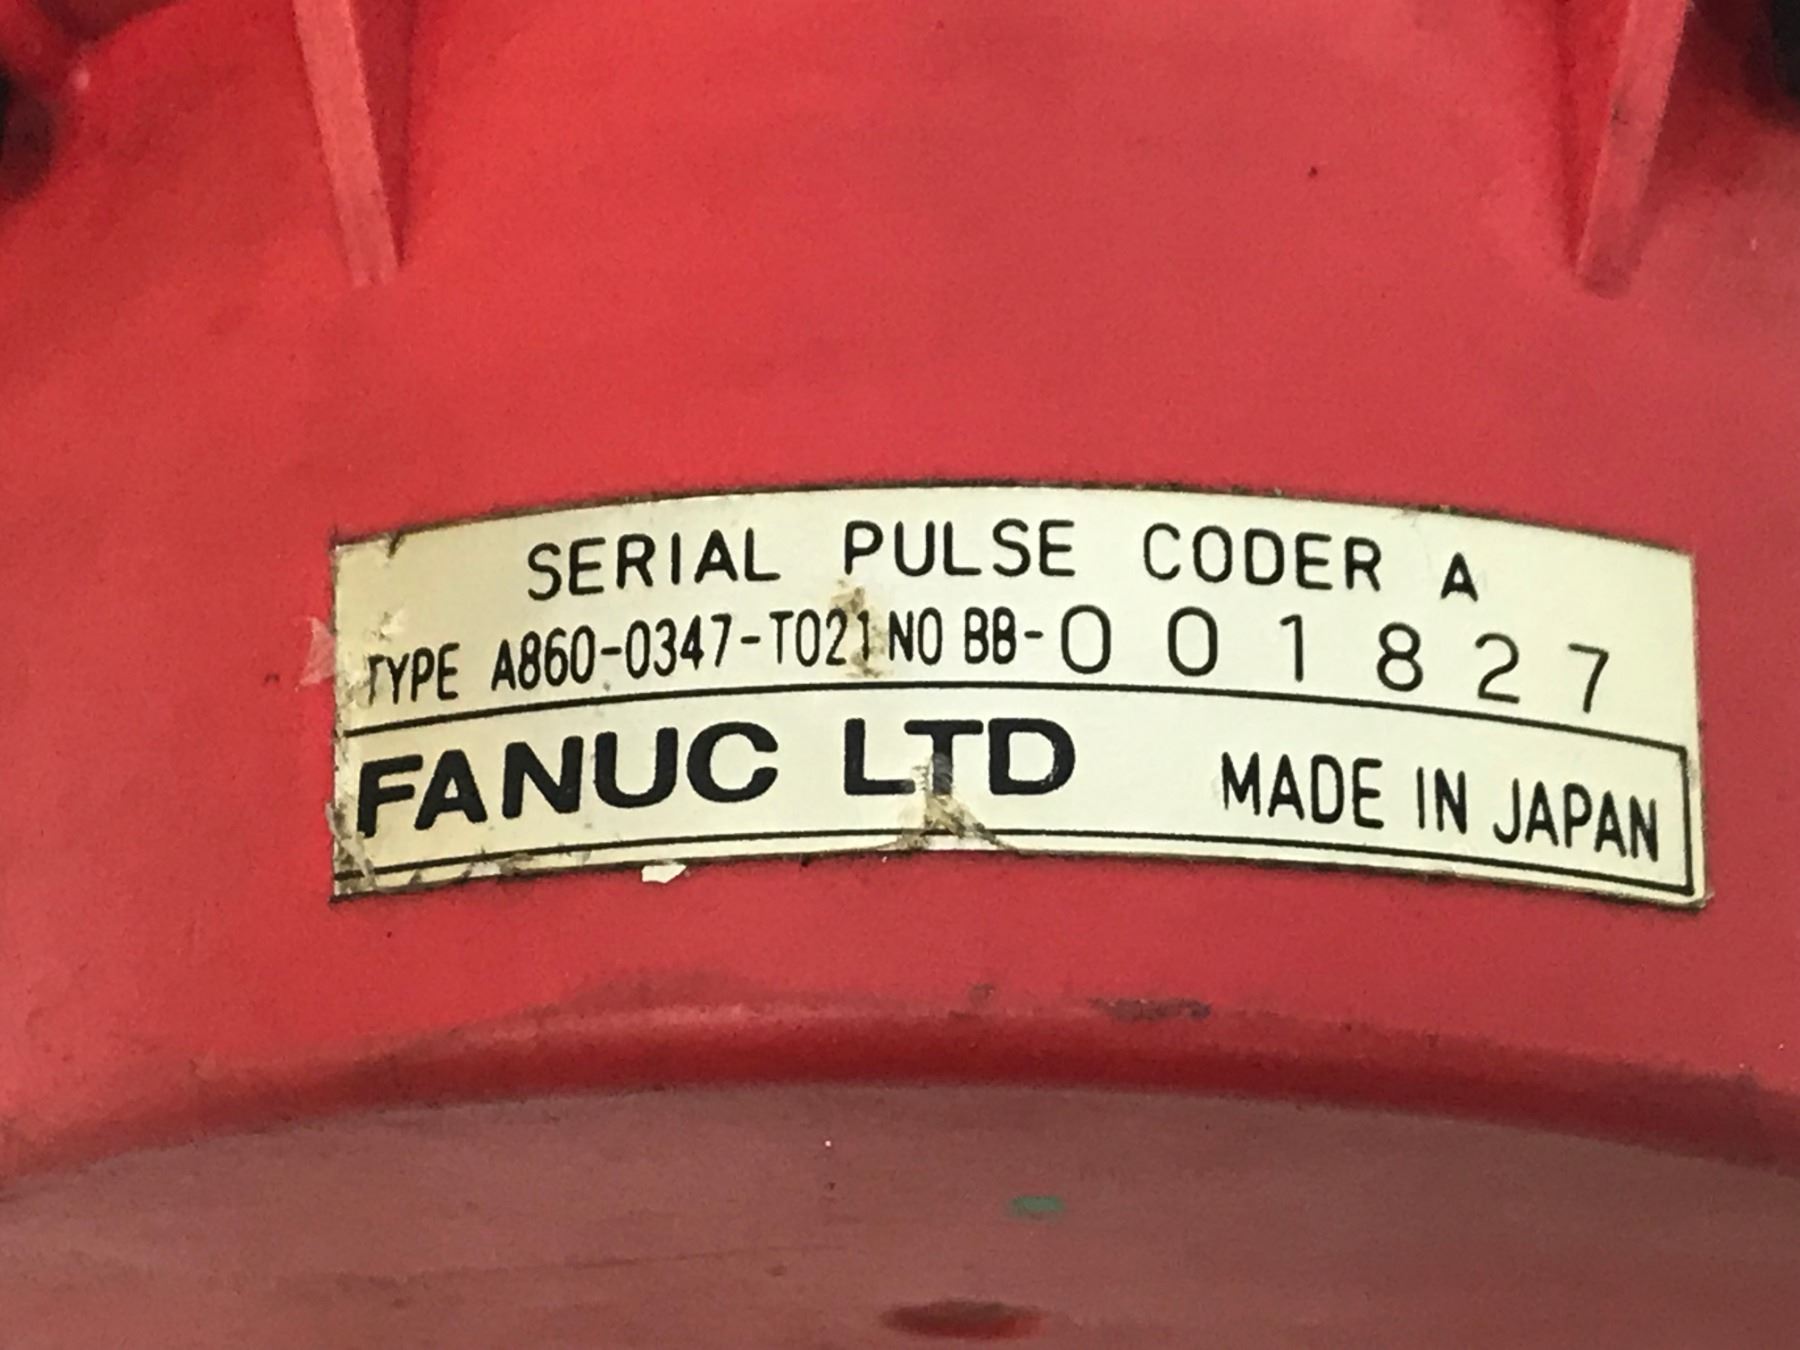 SERIAL PULSE CODER A
TYPE A860-0347-T021 NO BB-001827
FANUC LTD MADE IN JAPAN